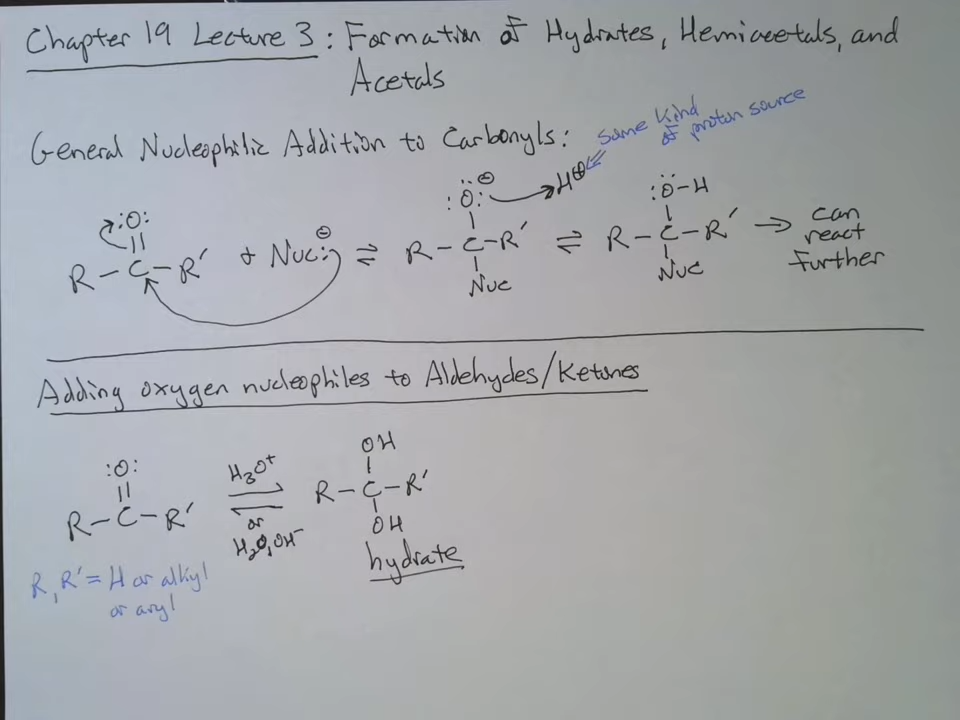 Chapter 19 Lecture 3: Formation of Hydrates, Hemiacetals, and
Acetals
General Nucleophilic Addition to Carbonyls:
some kind
of proton source
:O:
||
R-C-R'
+ Nuc:⊖
⇌
:Ö:⊖
H⊕
|
R-C-R'
|
Nuc
⇌
:Ö-H
|
R-C-R'
|
Nuc
→ can
react
further
Adding oxygen nucleophiles to Aldehydes/Ketones
:O:
||
R-C-R'
H₃O⁺
⇌
or
H₂O, OH⁻
OH
|
R-C-R'
|
OH
hydrate
R, R' = H or alkyl
or aryl